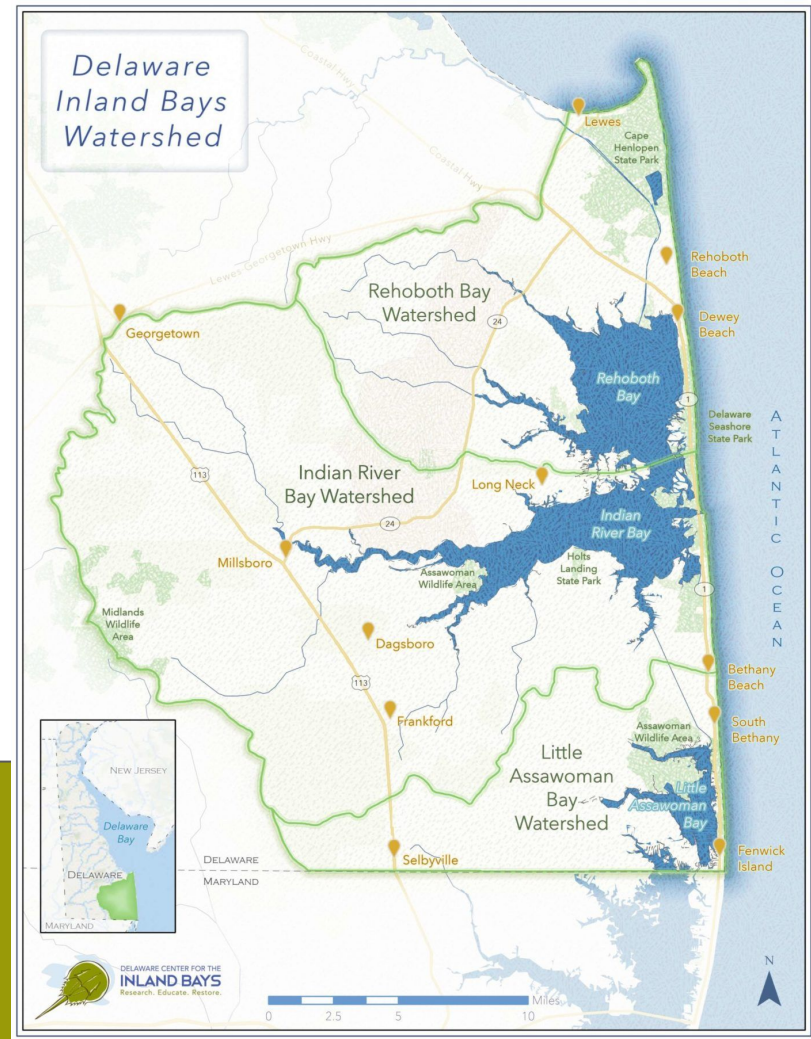 Delaware
Inland Bays
Watershed
Coastal Hwy
Coastal Hwy
Lewes
Cape
Henlopen
State Park
Lewes Georgetown Hwy
Rehoboth
Beach
Rehoboth Bay
Watershed
Georgetown
24
Dewey
Beach
Rehoboth
Bay
1
Delaware
Seashore
State Park
ATLANTIC OCEAN
113
Indian River
Bay Watershed
Long Neck
24
Indian
River Bay
Millsboro
Assawoman
Wildlife Area
Holts
Landing
State Park
1
Midlands
Wildlife
Area
Dagsboro
Bethany
Beach
113
Frankford
South
Bethany
Assawoman
Wildlife Area
Little
Assawoman
Bay
Watershed
Little
Assawoman
Bay
Selbyville
Fenwick
Island
DELAWARE
MARYLAND
NEW JERSEY
Delaware
Bay
DELAWARE
MARYLAND
DELAWARE CENTER FOR THE
INLAND BAYS
Research. Educate. Restore.
Miles
0 2.5 5 10
N